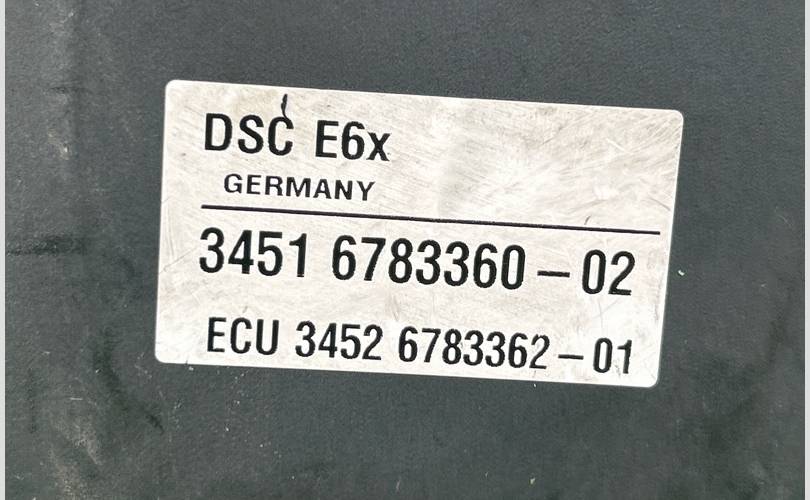 DSC E6x
GERMANY
3451 6783360 – 02
ECU 3452 6783362 – 01